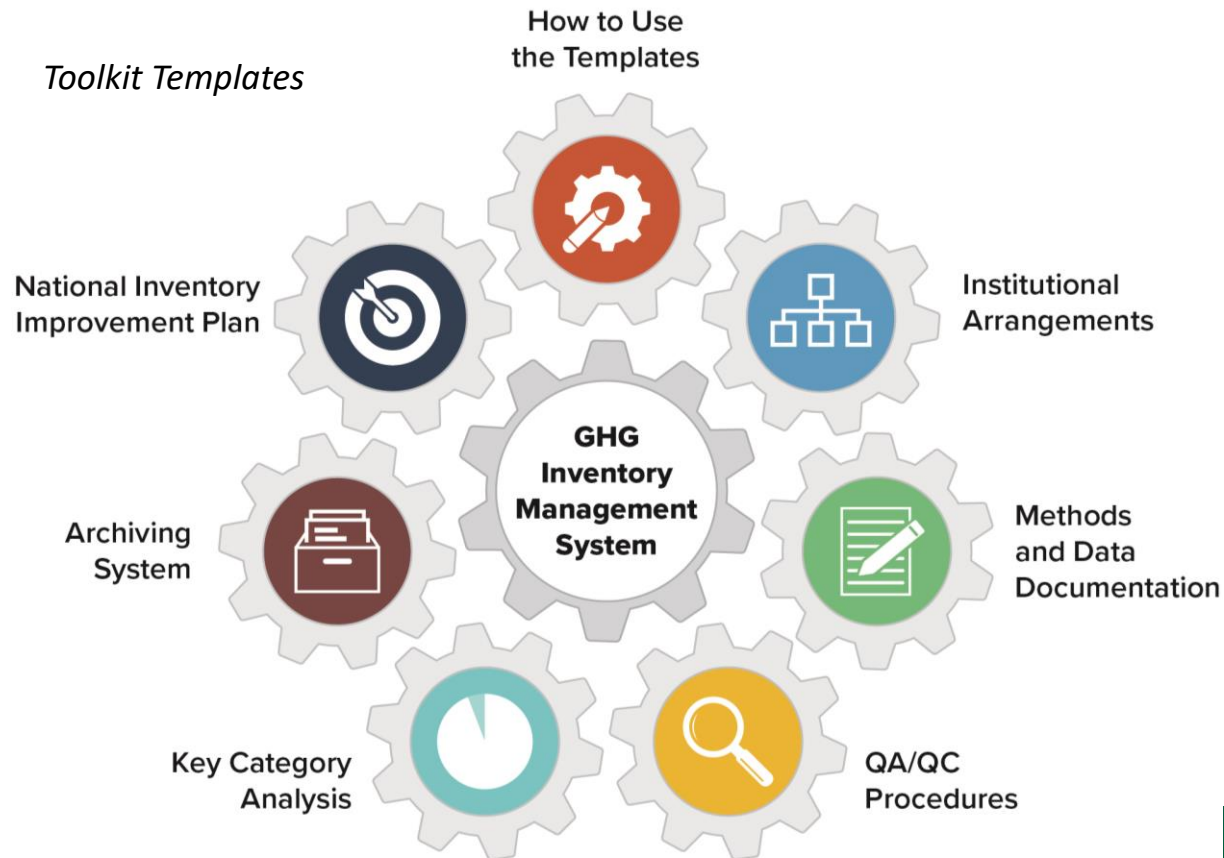 Toolkit Templates
How to Use
the Templates
Institutional
Arrangements
Methods
and Data
Documentation
QA/QC
Procedures
Key Category
Analysis
Archiving
System
National Inventory
Improvement Plan
GHG
Inventory
Management
System